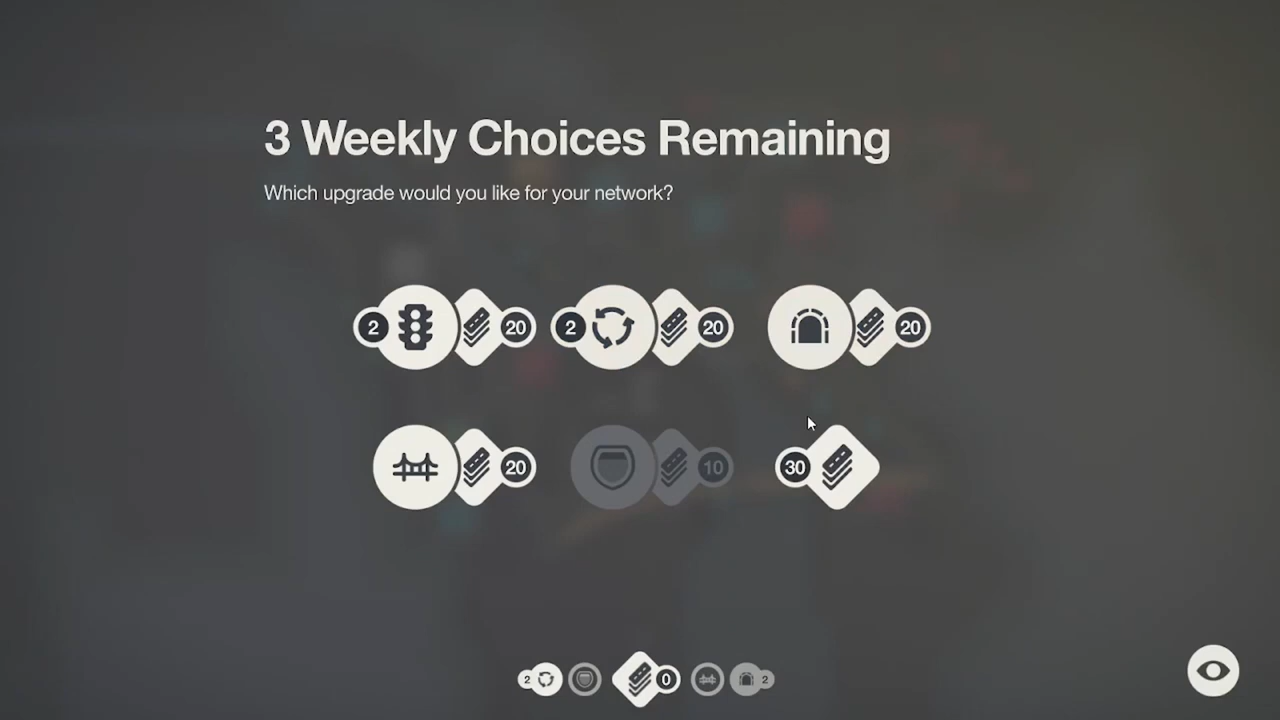 3 Weekly Choices Remaining
Which upgrade would you like for your network?
2 20 2 20 20
20 10 30
2 0 2